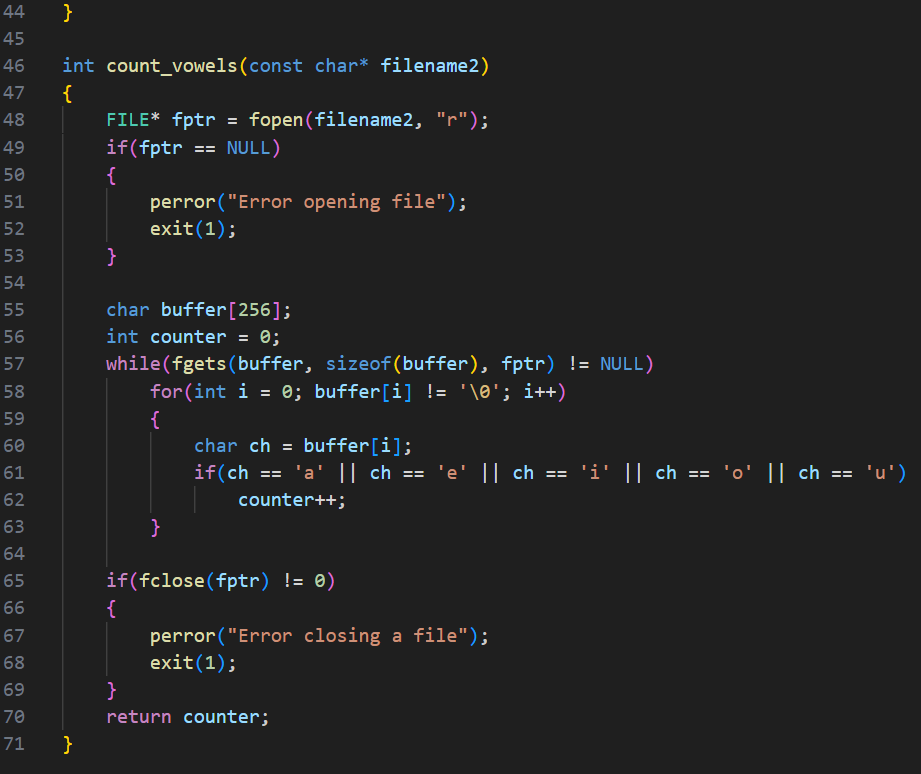 44 }
45
46 int count_vowels(const char* filename2)
47 {
48     FILE* fptr = fopen(filename2, "r");
49     if(fptr == NULL)
50     {
51         perror("Error opening file");
52         exit(1);
53     }
54
55     char buffer[256];
56     int counter = 0;
57     while(fgets(buffer, sizeof(buffer), fptr) != NULL)
58         for(int i = 0; buffer[i] != '\0'; i++)
59         {
60             char ch = buffer[i];
61             if(ch == 'a' || ch == 'e' || ch == 'i' || ch == 'o' || ch == 'u')
62                 counter++;
63         }
64
65     if(fclose(fptr) != 0)
66     {
67         perror("Error closing a file");
68         exit(1);
69     }
70     return counter;
71 }